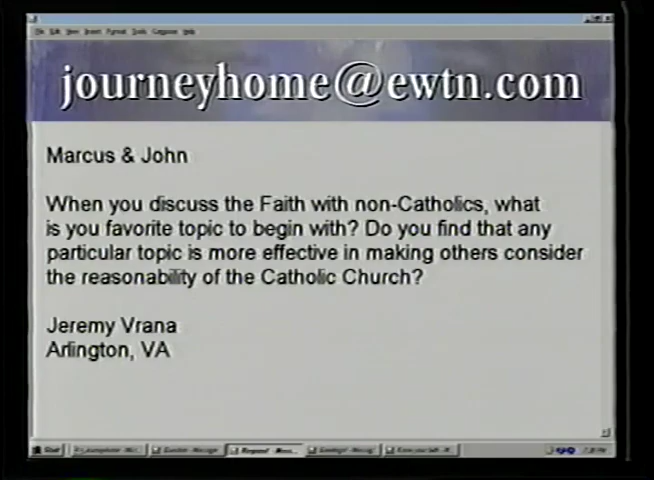 journeyhome@ewtn.com
Marcus & John
When you discuss the Faith with non-Catholics, what
is you favorite topic to begin with? Do you find that any
particular topic is more effective in making others consider
the reasonability of the Catholic Church?
Jeremy Vrana
Arlington, VA
Start